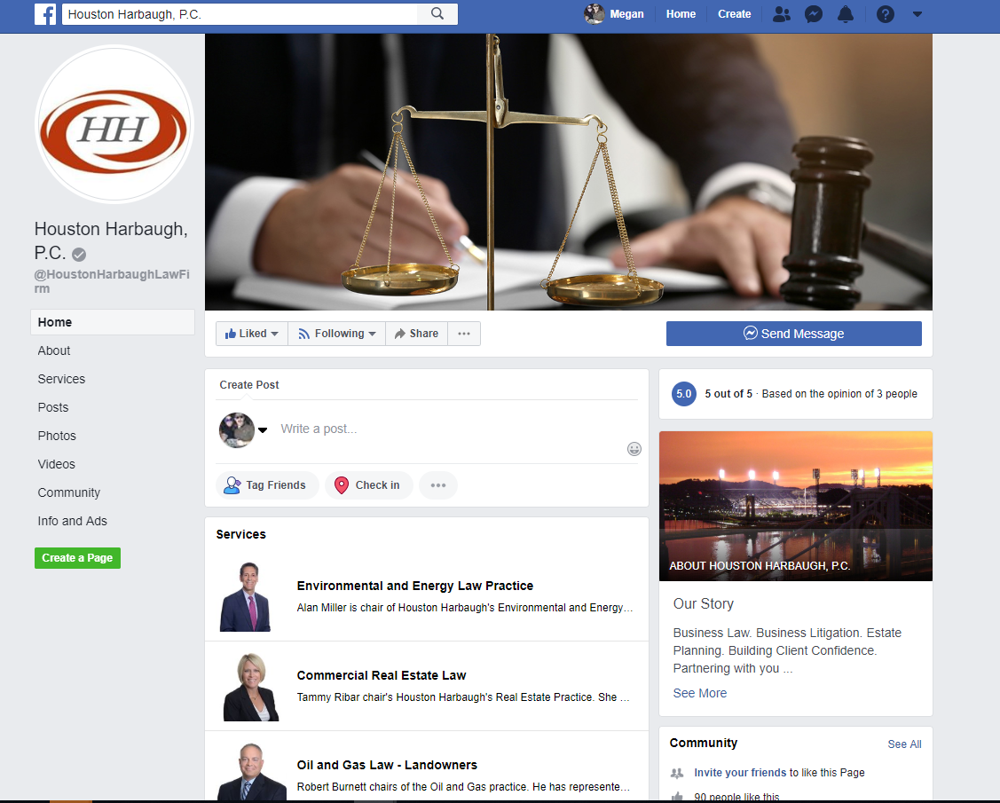 Houston Harbaugh, P.C.
Megan
Home
Create
HH
Houston Harbaugh,
P.C.
@HoustonHarbaughLawFi
rm
Home
About
Services
Posts
Photos
Videos
Community
Info and Ads
Create a Page
Liked
Following
Share
Send Message
Create Post
Write a post...
Tag Friends
Check in
Services
Environmental and Energy Law Practice
Alan Miller is chair of Houston Harbaugh's Environmental and Energy…
Commercial Real Estate Law
Tammy Ribar chair's Houston Harbaugh's Real Estate Practice. She …
Oil and Gas Law - Landowners
Robert Burnett chairs of the Oil and Gas practice. He has represente…
5.0 5 out of 5 · Based on the opinion of 3 people
ABOUT HOUSTON HARBAUGH, P.C.
Our Story
Business Law. Business Litigation. Estate
Planning. Building Client Confidence.
Partnering with you ...
See More
Community See All
Invite your friends to like this Page
90 people like this